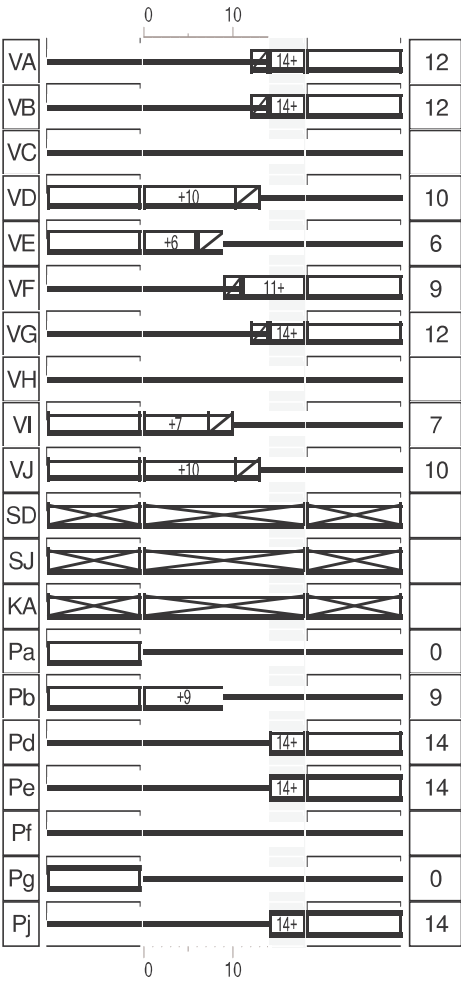 0 10
VA 14+ 12
VB 14+ 12
VC
VD +10 10
VE +6 6
VF 11+ 9
VG 14+ 12
VH
VI +7 7
VJ +10 10
SD
SJ
KA
Pa 0
Pb +9 9
Pd 14+ 14
Pe 14+ 14
Pf
Pg 0
Pj 14+ 14
0 10